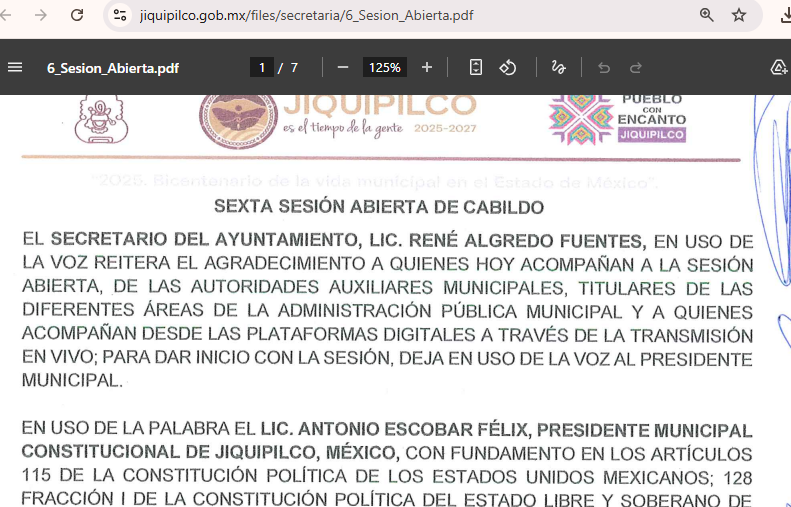 jiquipilco.gob.mx/files/secretaria/6_Sesion_Abierta.pdf
6_Sesion_Abierta.pdf
1 / 7
125%
JIQUIPILCO
es el tiempo de la gente 2025-2027
PUEBLO
CON
ENCANTO
JIQUIPILCO
"2025. Bicentenario de la vida municipal en el Estado de México".
SEXTA SESIÓN ABIERTA DE CABILDO
EL SECRETARIO DEL AYUNTAMIENTO, LIC. RENÉ ALGREDO FUENTES, EN USO DE
LA VOZ REITERA EL AGRADECIMIENTO A QUIENES HOY ACOMPAÑAN A LA SESIÓN
ABIERTA, DE LAS AUTORIDADES AUXILIARES MUNICIPALES, TITULARES DE LAS
DIFERENTES ÁREAS DE LA ADMINISTRACIÓN PÚBLICA MUNICIPAL Y A QUIENES
ACOMPAÑAN DESDE LAS PLATAFORMAS DIGITALES A TRAVÉS DE LA TRANSMISIÓN
EN VIVO; PARA DAR INICIO CON LA SESIÓN, DEJA EN USO DE LA VOZ AL PRESIDENTE
MUNICIPAL.
EN USO DE LA PALABRA EL LIC. ANTONIO ESCOBAR FÉLIX, PRESIDENTE MUNICIPAL
CONSTITUCIONAL DE JIQUIPILCO, MÉXICO, CON FUNDAMENTO EN LOS ARTÍCULOS
115 DE LA CONSTITUCIÓN POLÍTICA DE LOS ESTADOS UNIDOS MEXICANOS; 128
FRACCIÓN I DE LA CONSTITUCIÓN POLÍTICA DEL ESTADO LIBRE Y SOBERANO DE